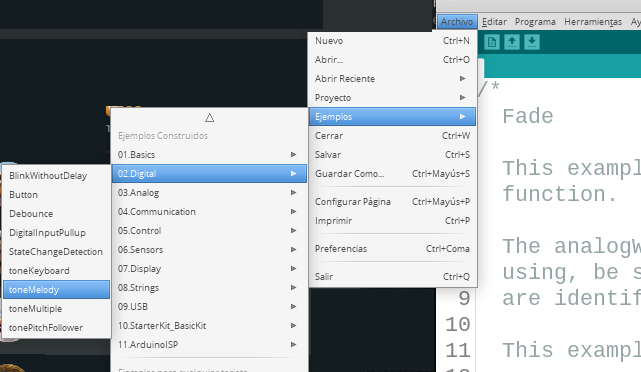 Archivo Editar Programa Herramientas Ay
Nuevo Ctrl+N
Abrir... Ctrl+O
Abrir Reciente
Proyecto
Ejemplos
Cerrar Ctrl+W
Salvar Ctrl+S
Guardar Como... Ctrl+Mayús+S
Configurar Página Ctrl+Mayús+P
Imprimir Ctrl+P
Preferencias Ctrl+Coma
Salir Ctrl+Q
Ejemplos Construidos
01.Basics
02.Digital
03.Analog
04.Communication
05.Control
06.Sensors
07.Display
08.Strings
09.USB
10.StarterKit_BasicKit
11.ArduinoISP
BlinkWithoutDelay
Button
Debounce
DigitalInputPullup
StateChangeDetection
toneKeyboard
toneMelody
toneMultiple
tonePitchFollower
/*
Fade
This exampl
function.
The analogW
using, be s
9 are identif
10
11 This exampl